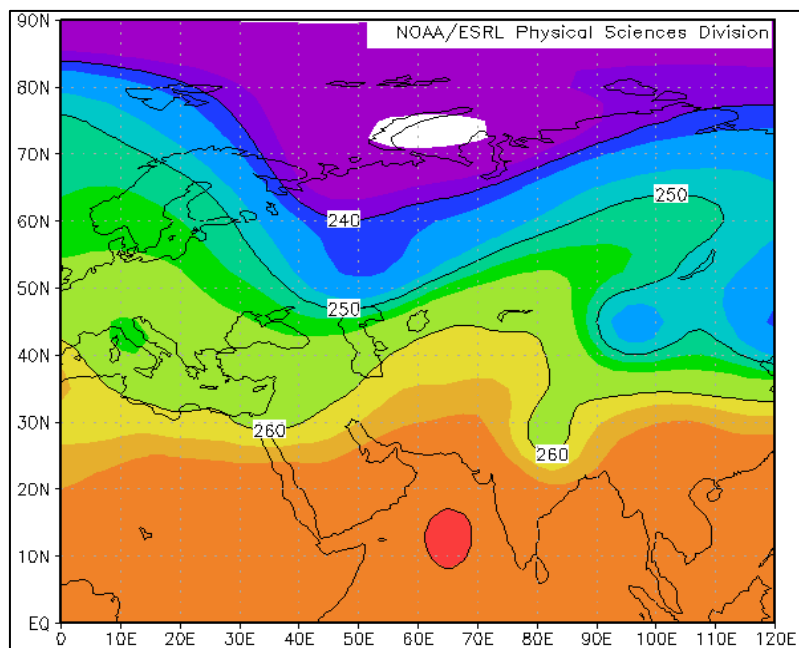 NOAA/ESRL Physical Sciences Division
90N
80N
70N
60N
50N
40N
30N
20N
10N
EQ
250
240
250
260
260
0 10E 20E 30E 40E 50E 60E 70E 80E 90E 100E 110E 120E